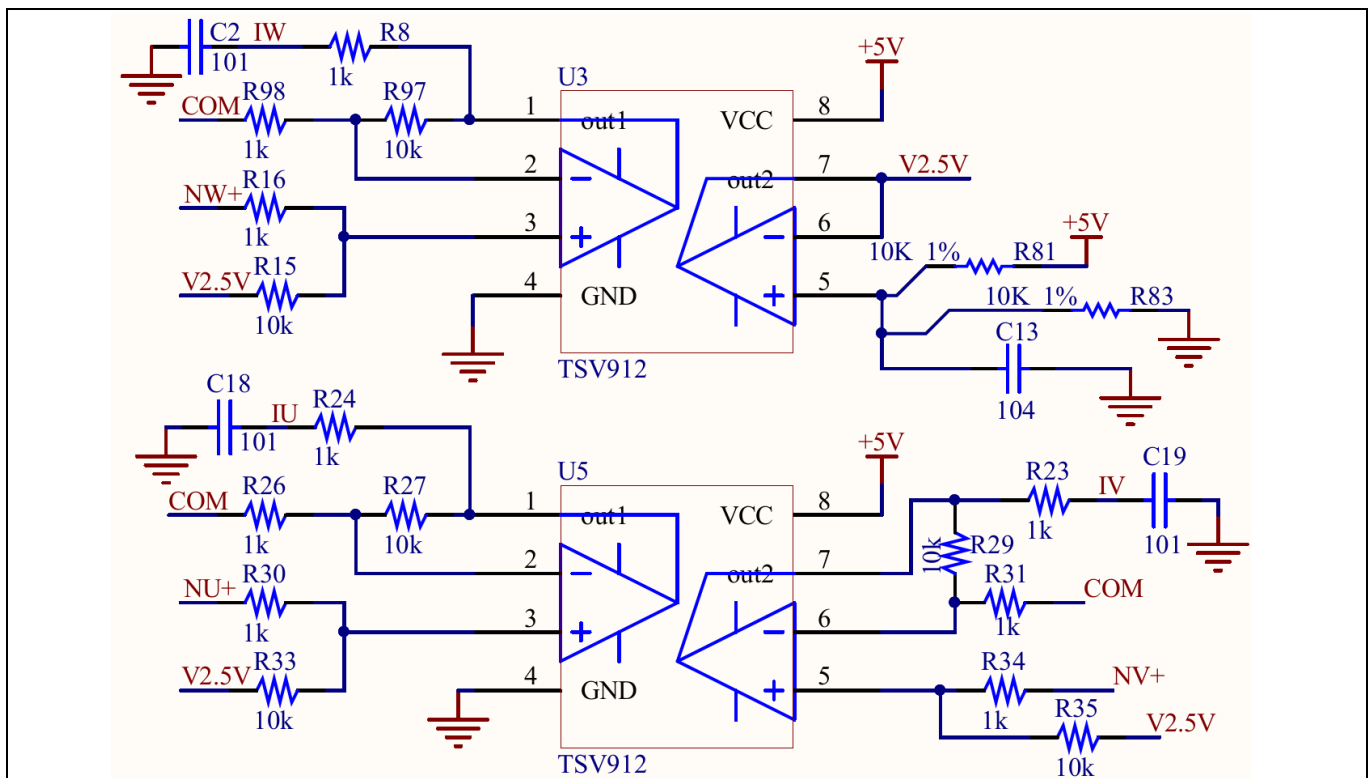 C2 IW R8
101 1k
+5V
U3
R98 R97
COM
1k 10k
1 out1 VCC 8
2 out2 7 V2.5V
R16
NW+
1k
3 6
R15
V2.5V
10k
4 GND 5
10K 1% R81 +5V
10K 1% R83
C13
104
TSV912
C18 IU R24
101 1k
+5V
U5
R26 R27
COM
1k 10k
1 out1 VCC 8
R23 IV C19
1k 101
2 out2 7
10k R29
R30
NU+
1k
R31 COM
1k
3 6
R33
V2.5V
10k
4 GND 5
R34 NV+
1k
R35 V2.5V
10k
TSV912